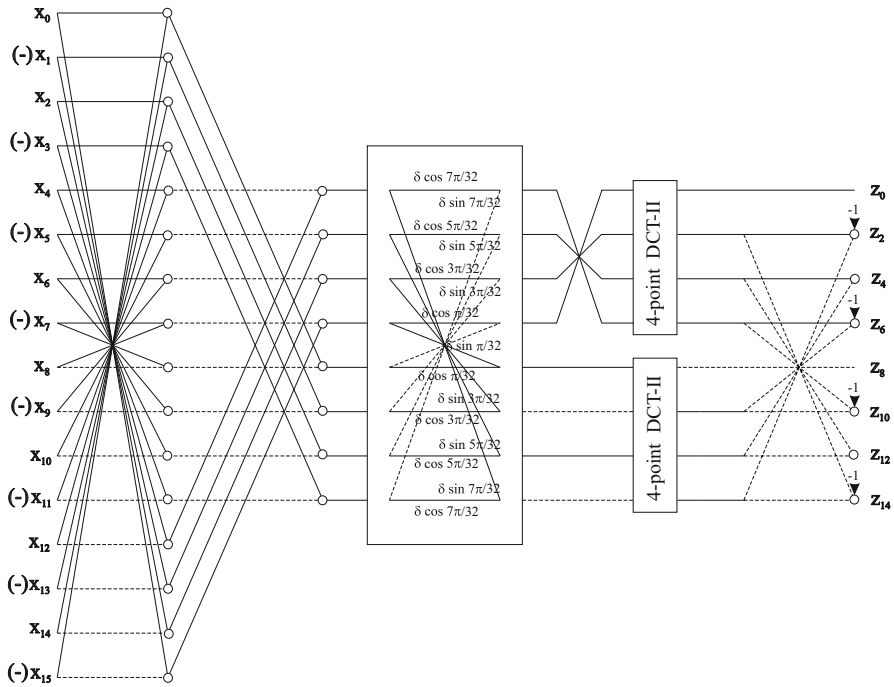 x₀
(-) x₁
x₂
(-) x₃
x₄
(-) x₅
x₆
(-) x₇
x₈
(-) x₉
x₁₀
(-) x₁₁
x₁₂
(-) x₁₃
x₁₄
(-) x₁₅
δ cos 7π/32
δ sin 7π/32
δ cos 5π/32
δ sin 5π/32
δ cos 3π/32
δ sin 3π/32
δ cos π/32
δ sin π/32
δ cos π/32
δ sin 3π/32
δ cos 3π/32
δ sin 5π/32
δ cos 5π/32
δ sin 7π/32
δ cos 7π/32
4-point DCT-II
4-point DCT-II
z₀
-1
z₂
z₄
-1
z₆
z₈
-1
z₁₀
z₁₂
-1
z₁₄